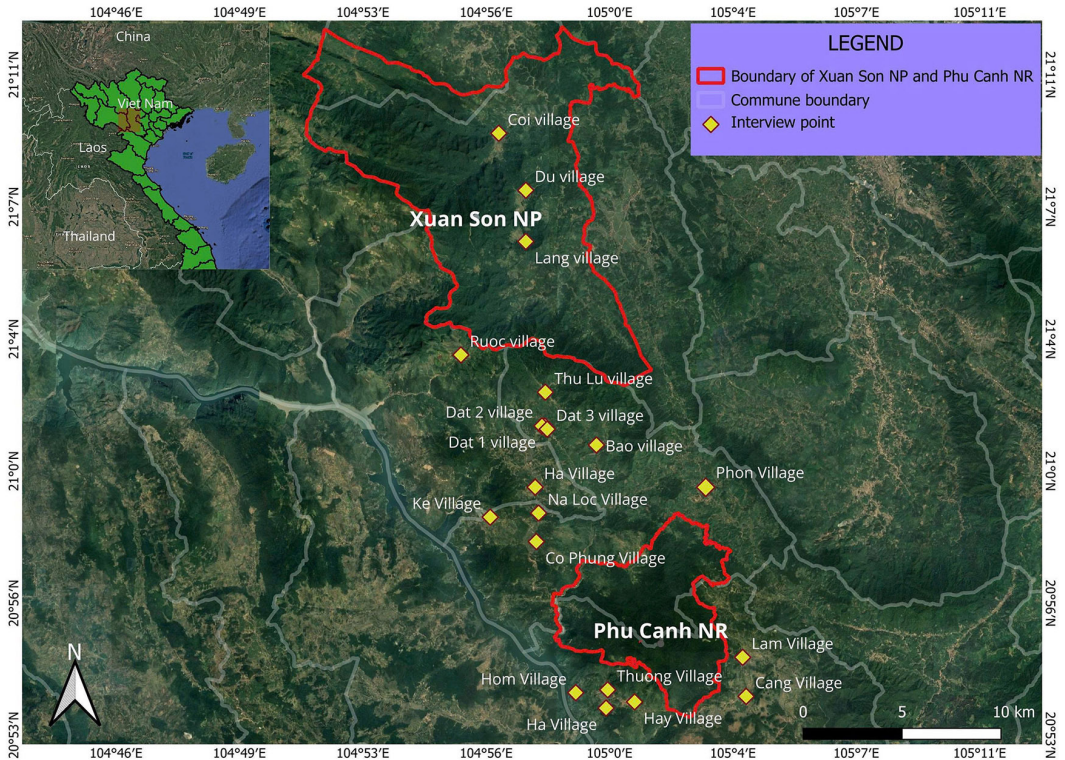 104°46'E 104°49'E 104°53'E 104°56'E 105°0'E 105°4'E 105°7'E 105°11'E
China
Viet Nam
Laos
LAOS
Thailand
LEGEND
Boundary of Xuan Son NP and Phu Canh NR
Commune boundary
Interview point
21°11'N
21°11'N
Coi village
Du village
21°7'N
21°7'N
Xuan Son NP
Lang village
21°4'N
21°4'N
Ruoc village
Thu Lu village
Dat 2 village
Dat 3 village
Dat 1 village
Bao village
21°0'N
21°0'N
Ha Village
Phon Village
Ke Village
Na Loc Village
Co Phung Village
20°56'N
20°56'N
Phu Canh NR
Lam Village
N
Hom Village
Thuong Village
Cang Village
Ha Village
Hay Village
0 5 10 km
20°53'N
20°53'N
104°46'E 104°49'E 104°53'E 104°56'E 105°0'E 105°4'E 105°7'E 105°11'E